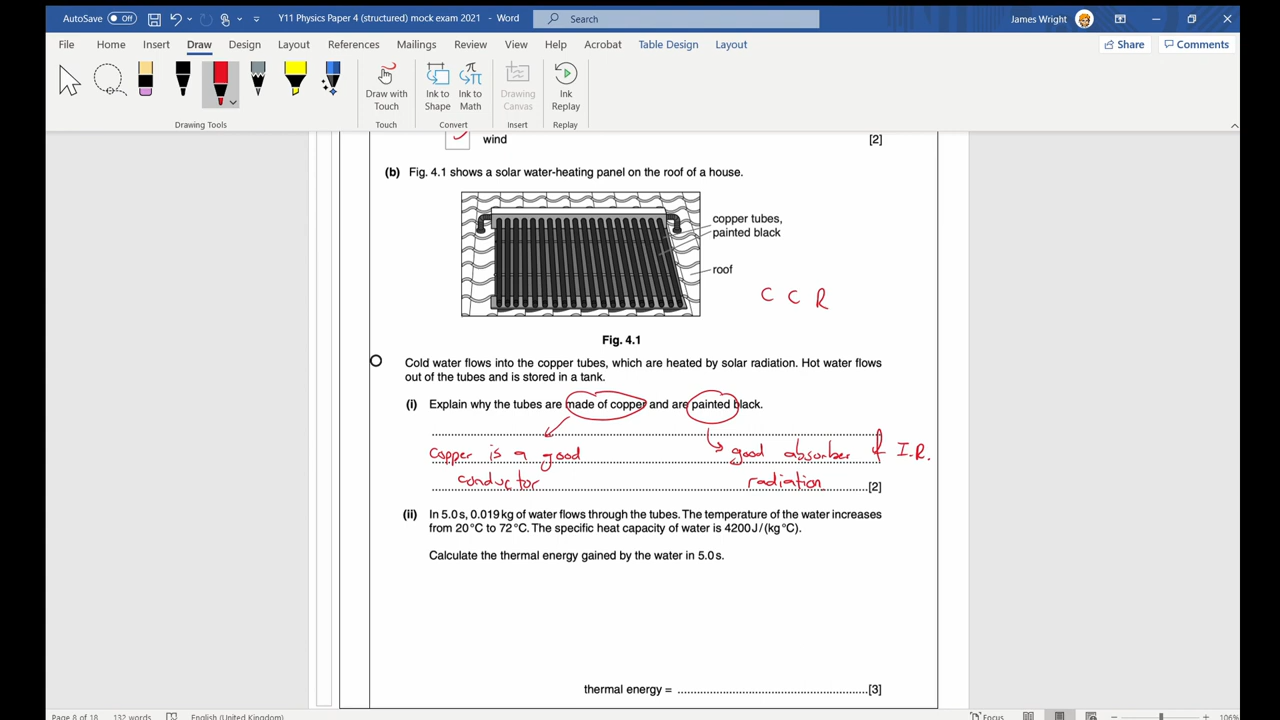 AutoSave Off Y11 Physics Paper 4 (structured) mock exam 2021 - Word Search James Wright
File Home Insert Draw Design Layout References Mailings Review View Help Acrobat Table Design Layout Share Comments
Draw with Touch
Ink to Shape
Ink to Math
Drawing Canvas
Ink Replay
Drawing Tools Touch Convert Insert Replay
wind [2]
(b) Fig. 4.1 shows a solar water-heating panel on the roof of a house.
copper tubes,
painted black
roof
C C R
Fig. 4.1
Cold water flows into the copper tubes, which are heated by solar radiation. Hot water flows
out of the tubes and is stored in a tank.
(i) Explain why the tubes are made of copper and are painted black.
Copper is a good conductor
good absorber of I.R. radiation.
[2]
(ii) In 5.0 s, 0.019 kg of water flows through the tubes. The temperature of the water increases
from 20 °C to 72 °C. The specific heat capacity of water is 4200 J / (kg °C).
Calculate the thermal energy gained by the water in 5.0 s.
thermal energy = ................................................[3]
Page 8 of 18 132 words English (United Kingdom) Focus 106%